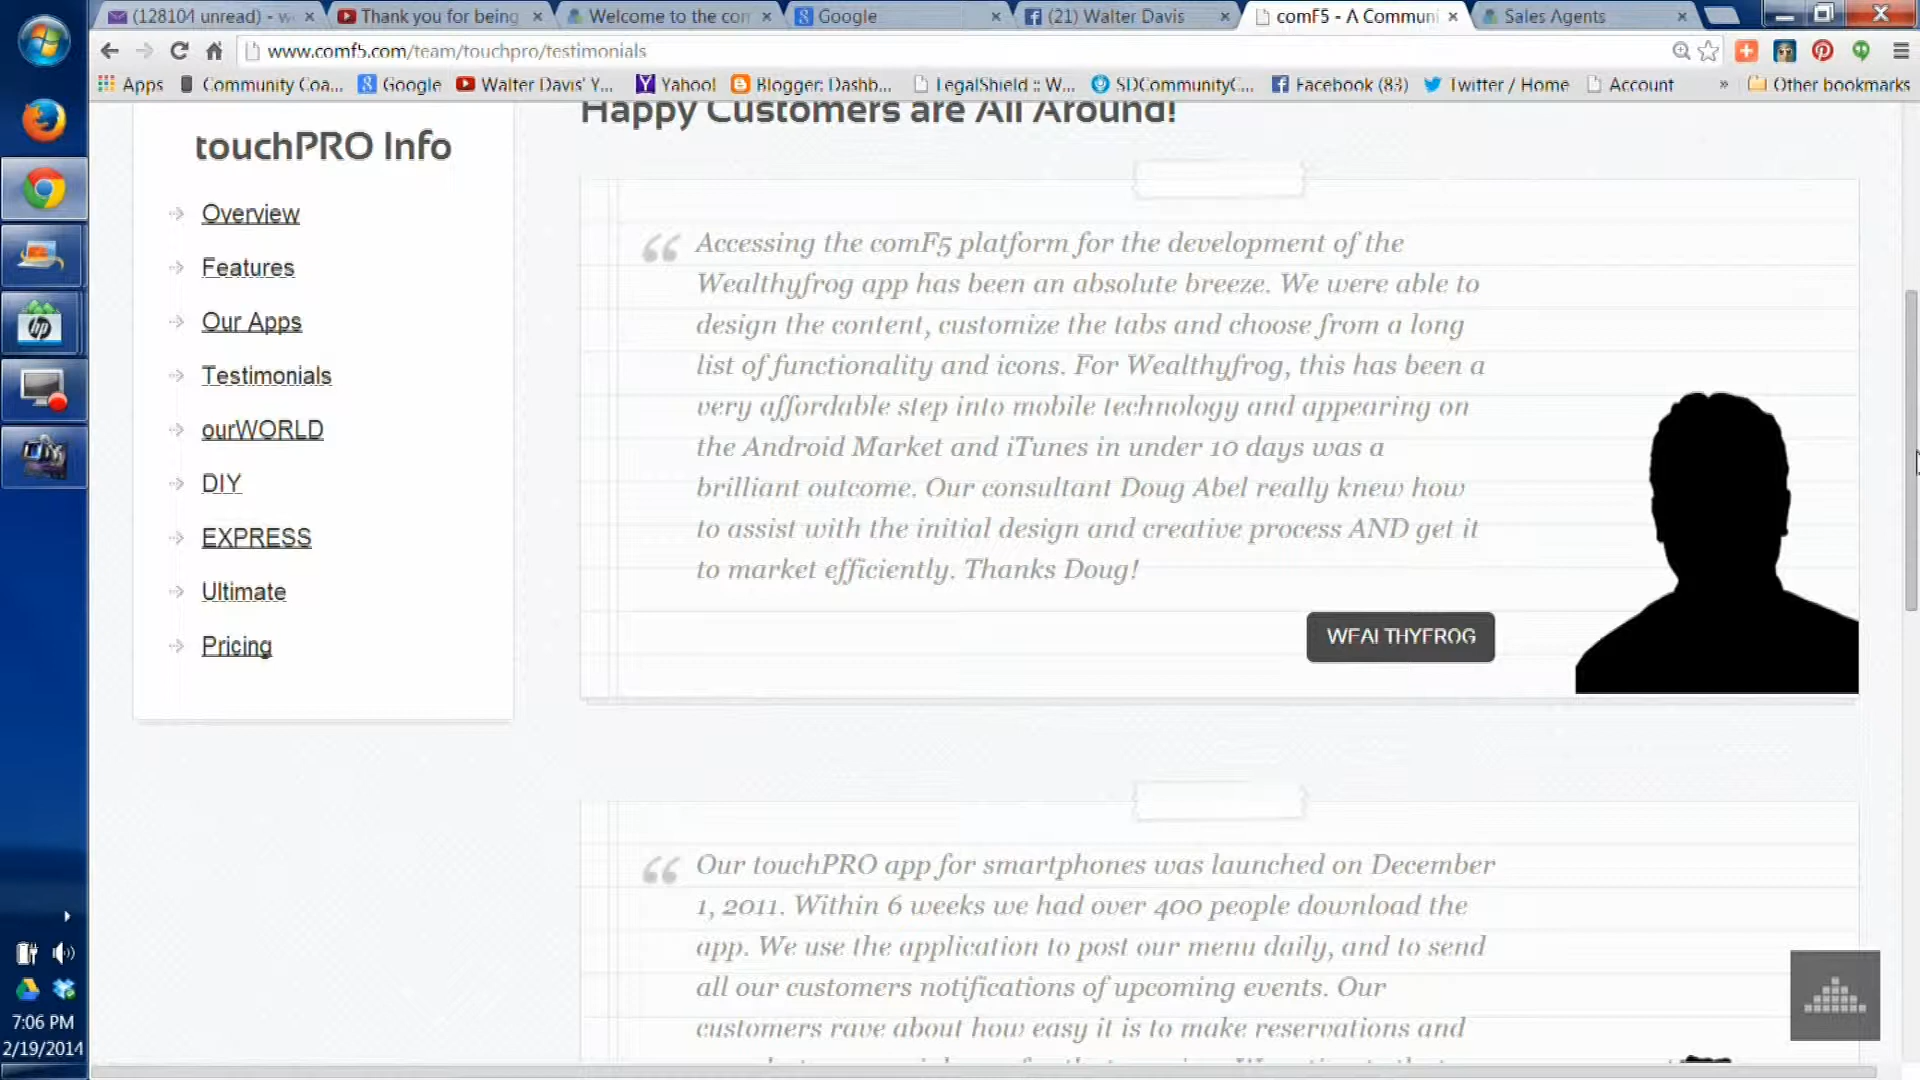 (128104 unread) - w
Thank you for being
Welcome to the con
Google
(21) Walter Davis
comF5 - A Communi
Sales Agents
www.comf5.com/team/touchpro/testimonials
Apps
Community Coa...
Google
Walter Davis' Y...
Yahoo!
Blogger: Dashb...
LegalShield :: W...
SDCommunityC...
Facebook (83)
Twitter / Home
Account
»
Other bookmarks
Happy Customers are All Around!
touchPRO Info
Overview
Features
Our Apps
Testimonials
ourWORLD
DIY
EXPRESS
Ultimate
Pricing
“ Accessing the comF5 platform for the development of the
Wealthyfrog app has been an absolute breeze. We were able to
design the content, customize the tabs and choose from a long
list of functionality and icons. For Wealthyfrog, this has been a
very affordable step into mobile technology and appearing on
the Android Market and iTunes in under 10 days was a
brilliant outcome. Our consultant Doug Abel really knew how
to assist with the initial design and creative process AND get it
to market efficiently. Thanks Doug!
WEALTHYFROG
“ Our touchPRO app for smartphones was launched on December
1, 2011. Within 6 weeks we had over 400 people download the
app. We use the application to post our menu daily, and to send
all our customers notifications of upcoming events. Our
customers rave about how easy it is to make reservations and
hp
7:06 PM
2/19/2014